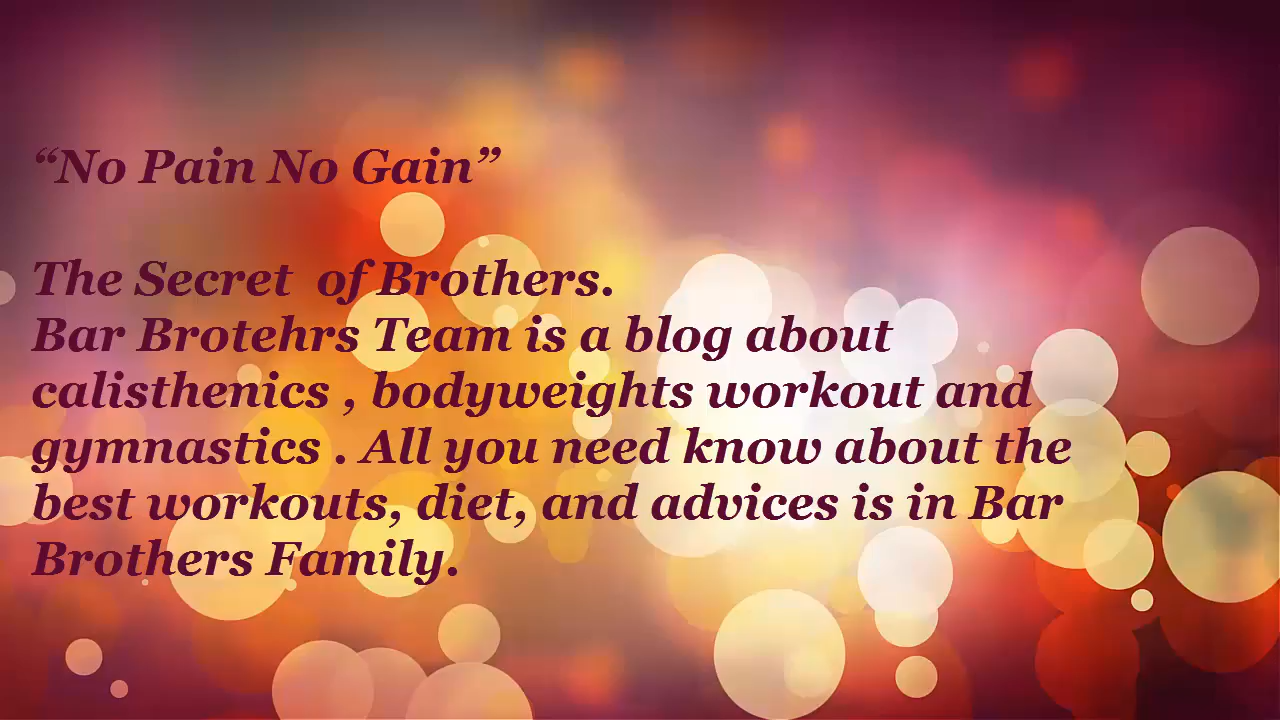 “No Pain No Gain”
The Secret  of Brothers.
Bar Brotehrs Team is a blog about
calisthenics , bodyweights workout and
gymnastics . All you need know about the
best workouts, diet, and advices is in Bar
Brothers Family.